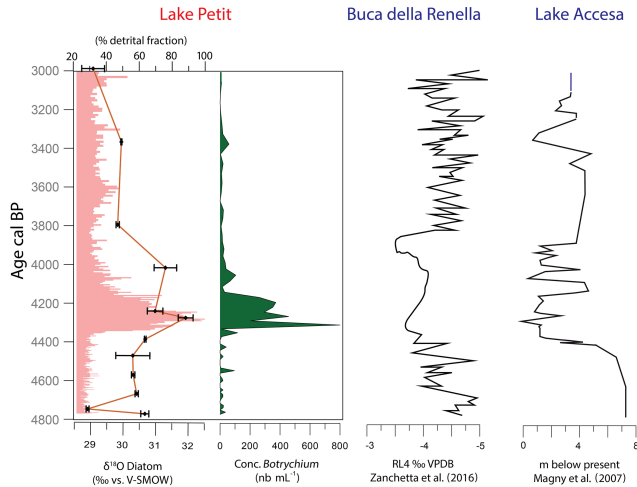 Lake Petit
Buca della Renella
Lake Accesa
(% detrital fraction)
20 40 60 80 100
Age cal BP
3000
3200
3400
3600
3800
4000
4200
4400
4600
4800
29 30 31 32
δ¹⁸O Diatom
(‰ vs. V-SMOW)
0 200 400 600 800
Conc. Botrychium
(nb mL⁻¹)
-3 -4 -5
RL4 ‰ VPDB
Zanchetta et al. (2016)
0 4 8
m below present
Magny et al. (2007)